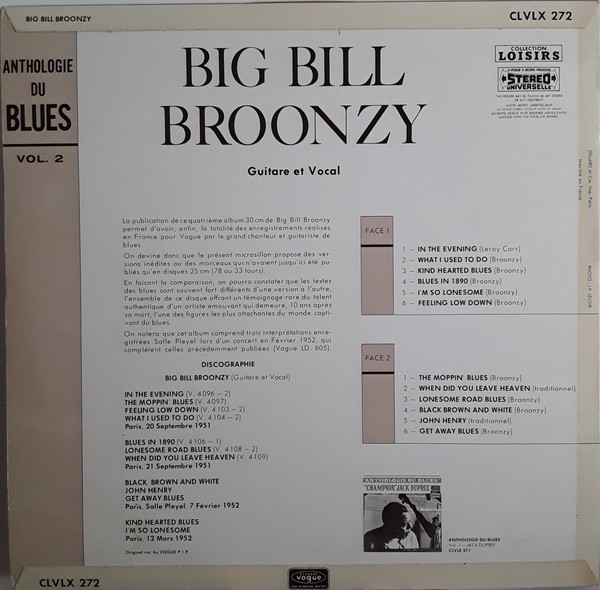 BIG BILL BROONZY
CLVLX 272
ANTHOLOGIE
DU
BLUES
VOL. 2
BIG BILL
BROONZY
Guitare et Vocal
COLLECTION
LOISIRS
STEREO
UNIVERSELLE
DILLARD et Cie. Imp. Paris
Imprimé en France
La publication de ce quatrième album 30 cm de Big Bill Broonzy
permet d'avoir, enfin, la totalité des enregistrements réalisés
en France pour Vogue par le grand chanteur et guitariste de
blues.
On devine donc que le présent microsillon propose des ver-
sions inédites ou des morceaux qui n'avaient jusqu'ici été pu-
bliés qu'en disques 25 cm (78 ou 33 tours).
En faisant la comparaison, on pourra constater que les textes
des blues sont souvent fort différents d'une version à l'autre,
l'ensemble de ce disque offrant un témoignage rare du talent
authentique d'un artiste émouvant qui demeure, 10 ans après
sa mort, l'une des figures les plus attachantes du monde capti-
vant du blues.
On notera que cet album comprend trois interprétations enre-
gistrées Salle Pleyel lors d'un concert en Février 1952, qui
complètent celles précédemment publiées (Vogue LD. 605).
DISCOGRAPHIE
BIG BILL BROONZY (Guitare et Vocal)
IN THE EVENING (V. 4096 – 2)
THE MOPPIN' BLUES (V. 4097)
FEELING LOW DOWN (V. 4103 – 2)
WHAT I USED TO DO (V. 4104 – 2)
Paris, 20 Septembre 1951
BLUES IN 1890 (V. 4106 – 1)
LONESOME ROAD BLUES (V. 4108 – 2)
WHEN DID YOU LEAVE HEAVEN (V. 4109)
Paris, 21 Septembre 1951
BLACK, BROWN AND WHITE
JOHN HENRY
GET AWAY BLUES
Paris, Salle Pleyel, 7 Février 1952
KIND HEARTED BLUES
I'M SO LONESOME
Paris, 12 Mars 1952
Original rec. by VOGUE P.I.P.
FACE 1
1 – IN THE EVENING (Leroy Carr)
2 – WHAT I USED TO DO (Broonzy)
3 – KIND HEARTED BLUES (Broonzy)
4 – BLUES IN 1890 (Broonzy)
5 – I'M SO LONESOME (Broonzy)
6 – FEELING LOW DOWN (Broonzy)
FACE 2
1 – THE MOPPIN' BLUES (Broonzy)
2 – WHEN DID YOU LEAVE HEAVEN (traditionnel)
3 – LONESOME ROAD BLUES (Broonzy)
4 – BLACK BROWN AND WHITE (Broonzy)
5 – JOHN HENRY (traditionnel)
6 – GET AWAY BLUES (Broonzy)
ANTHOLOGIE DU BLUES
"CHAMPION" JACK DUPREE
ANTHOLOGIE DU BLUES
Vol. 1 – JACK DUPREE
CLVLX 271
CLVLX 272
vogue